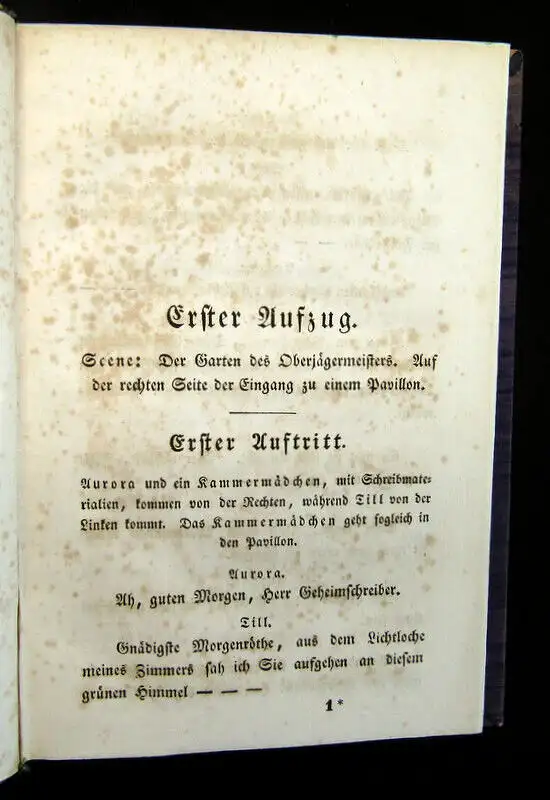 Erster Aufzug.
Scene: Der Garten des Oberjägermeisters. Auf
der rechten Seite der Eingang zu einem Pavillon.
Erster Auftritt.
Aurora und ein Kammermädchen, mit Schreibmate-
rialien, kommen von der Rechten, während Till von der
Linken kommt. Das Kammermädchen geht sogleich in
den Pavillon.
Aurora.
Ah, guten Morgen, Herr Geheimschreiber.
Till.
Gnädigste Morgenröthe, aus dem Lichtloche
meines Zimmers sah ich Sie aufgehen an diesem
grünen Himmel — — —
1*